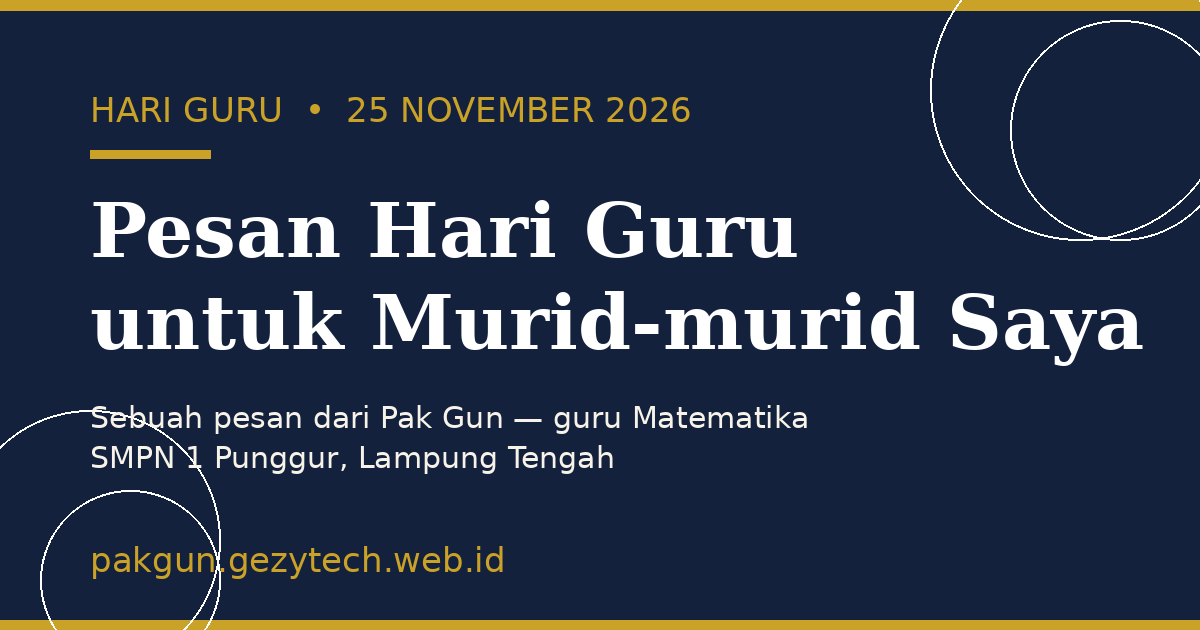 HARI GURU • 25 NOVEMBER 2026
Pesan Hari Guru
untuk Murid-murid Saya
Sebuah pesan dari Pak Gun — guru Matematika
SMPN 1 Punggur, Lampung Tengah
pakgun.gezytech.web.id